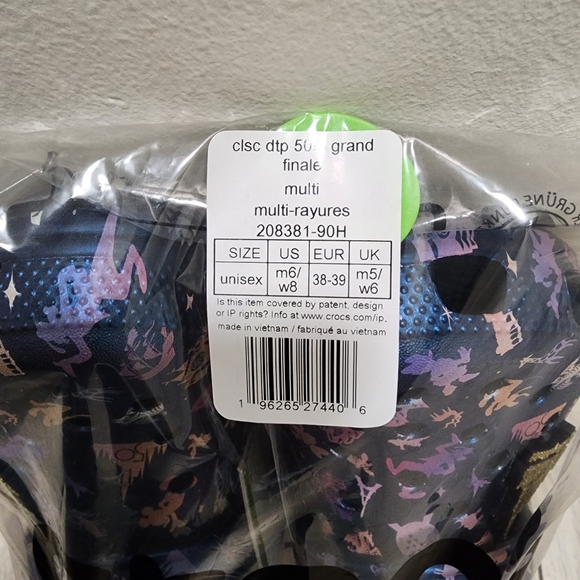 clsc dtp 50 grand
finale
multi
multi-rayures
208381-90H
SIZE US EUR UK
unisex m6/ 38-39 m5/
w8 w6
Is this item covered by patent, design
or IP rights? Info at www.crocs.com/ip.
made in vietnam / fabriqué au vietnam
1 96265 27440 6
GRÜNE